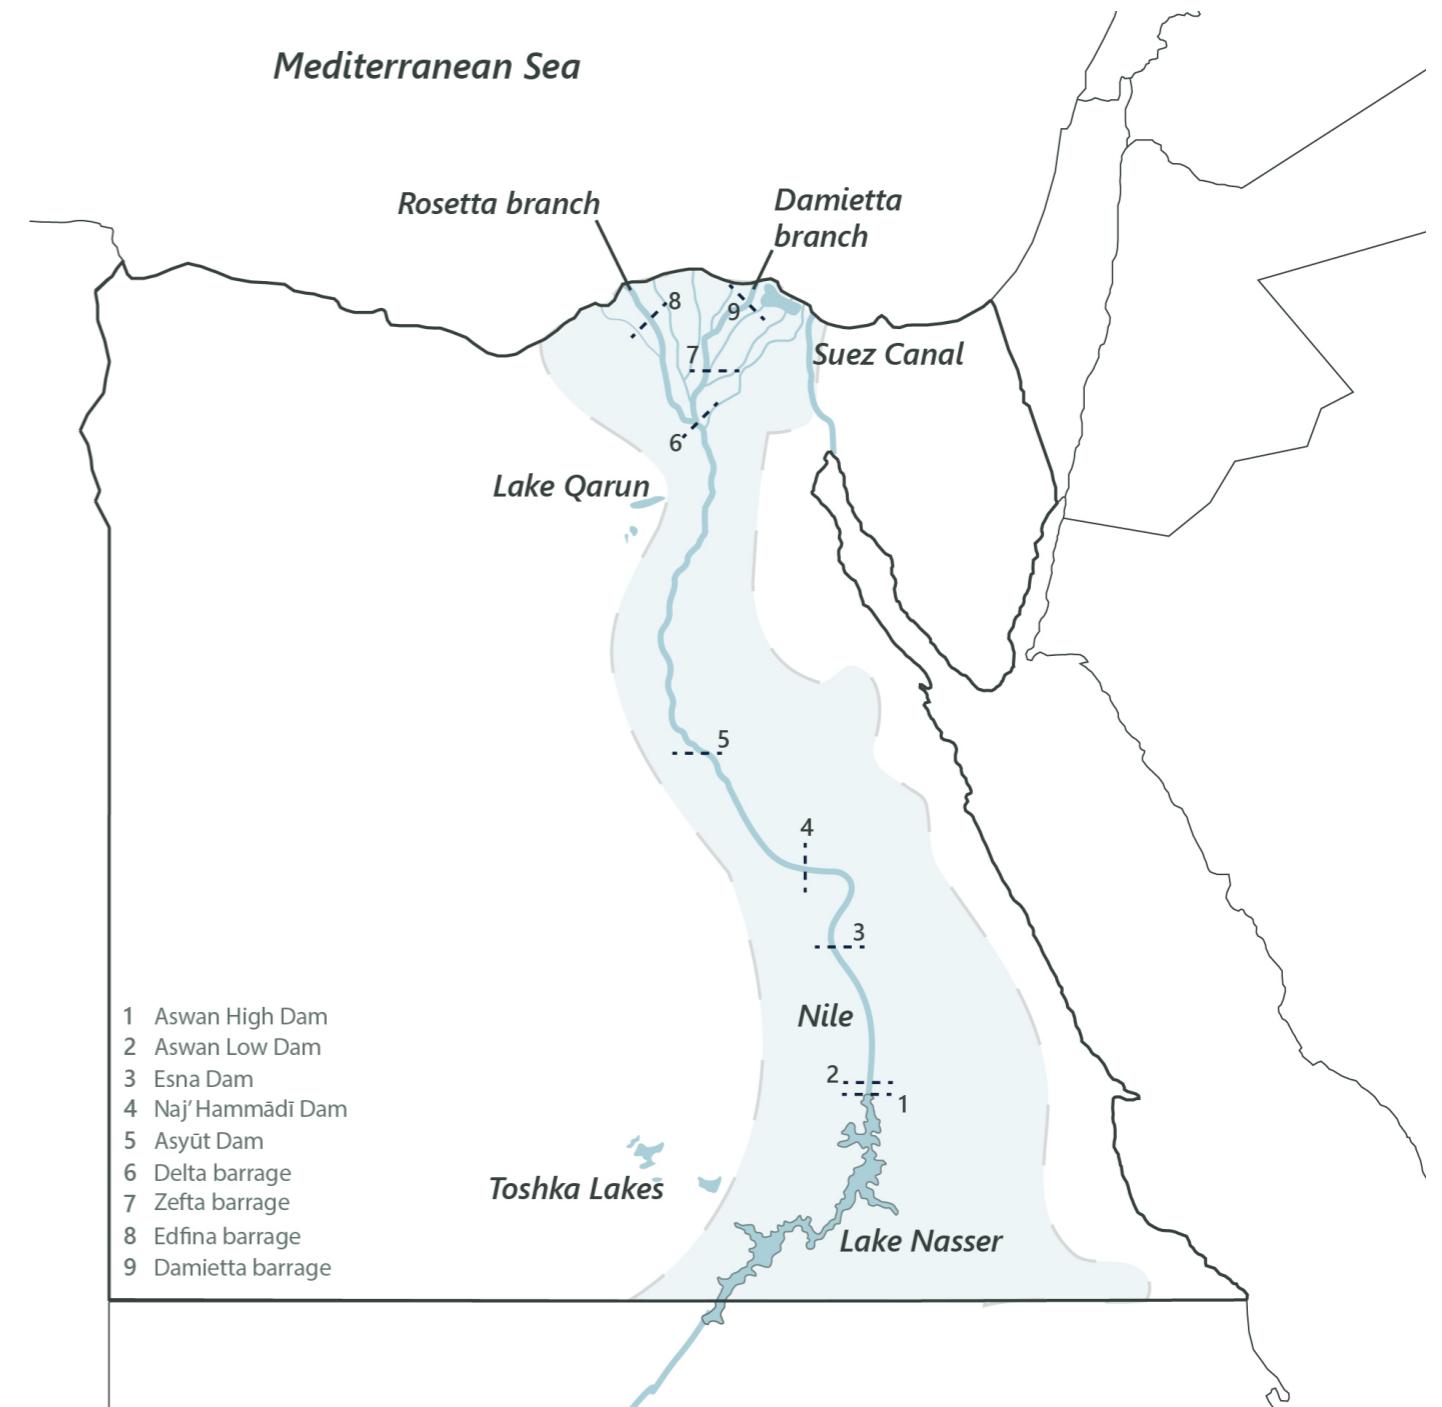 Mediterranean Sea
Rosetta branch
Damietta
branch
8
9
7
Suez Canal
6
Lake Qarun
5
4
3
Nile
2
1
1 Aswan High Dam
2 Aswan Low Dam
3 Esna Dam
4 Naj’Hammādī Dam
5 Asyūt Dam
6 Delta barrage
7 Zefta barrage
8 Edfina barrage
9 Damietta barrage
Toshka Lakes
Lake Nasser